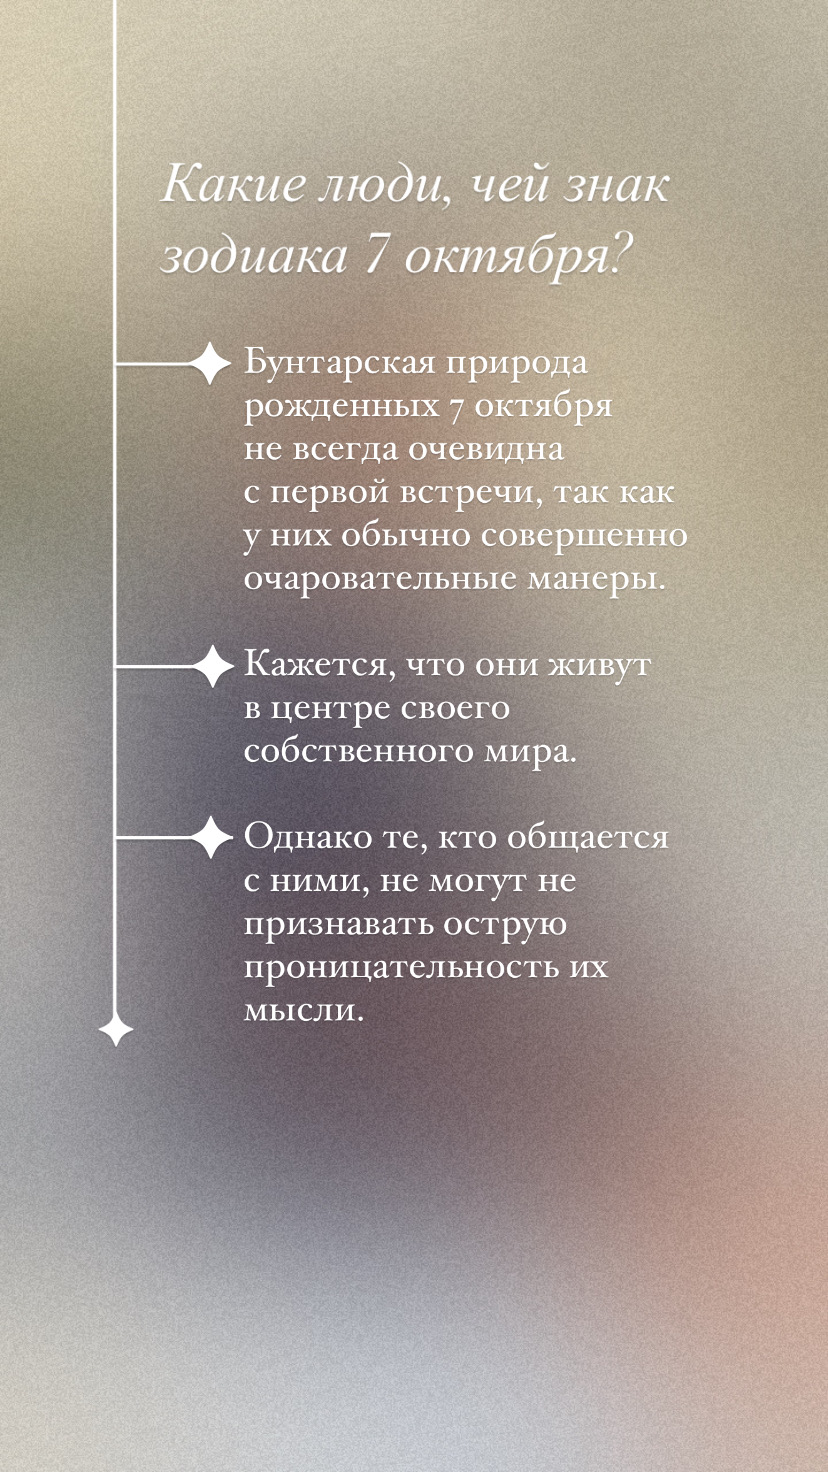 Какие люди, чей знак
зодиака 7 октября?
Бунтарская природа
рожденных 7 октября
не всегда очевидна
с первой встречи, так как
у них обычно совершенно
очаровательные манеры.
Кажется, что они живут
в центре своего
собственного мира.
Однако те, кто общается
с ними, не могут не
признавать острую
проницательность их
мысли.